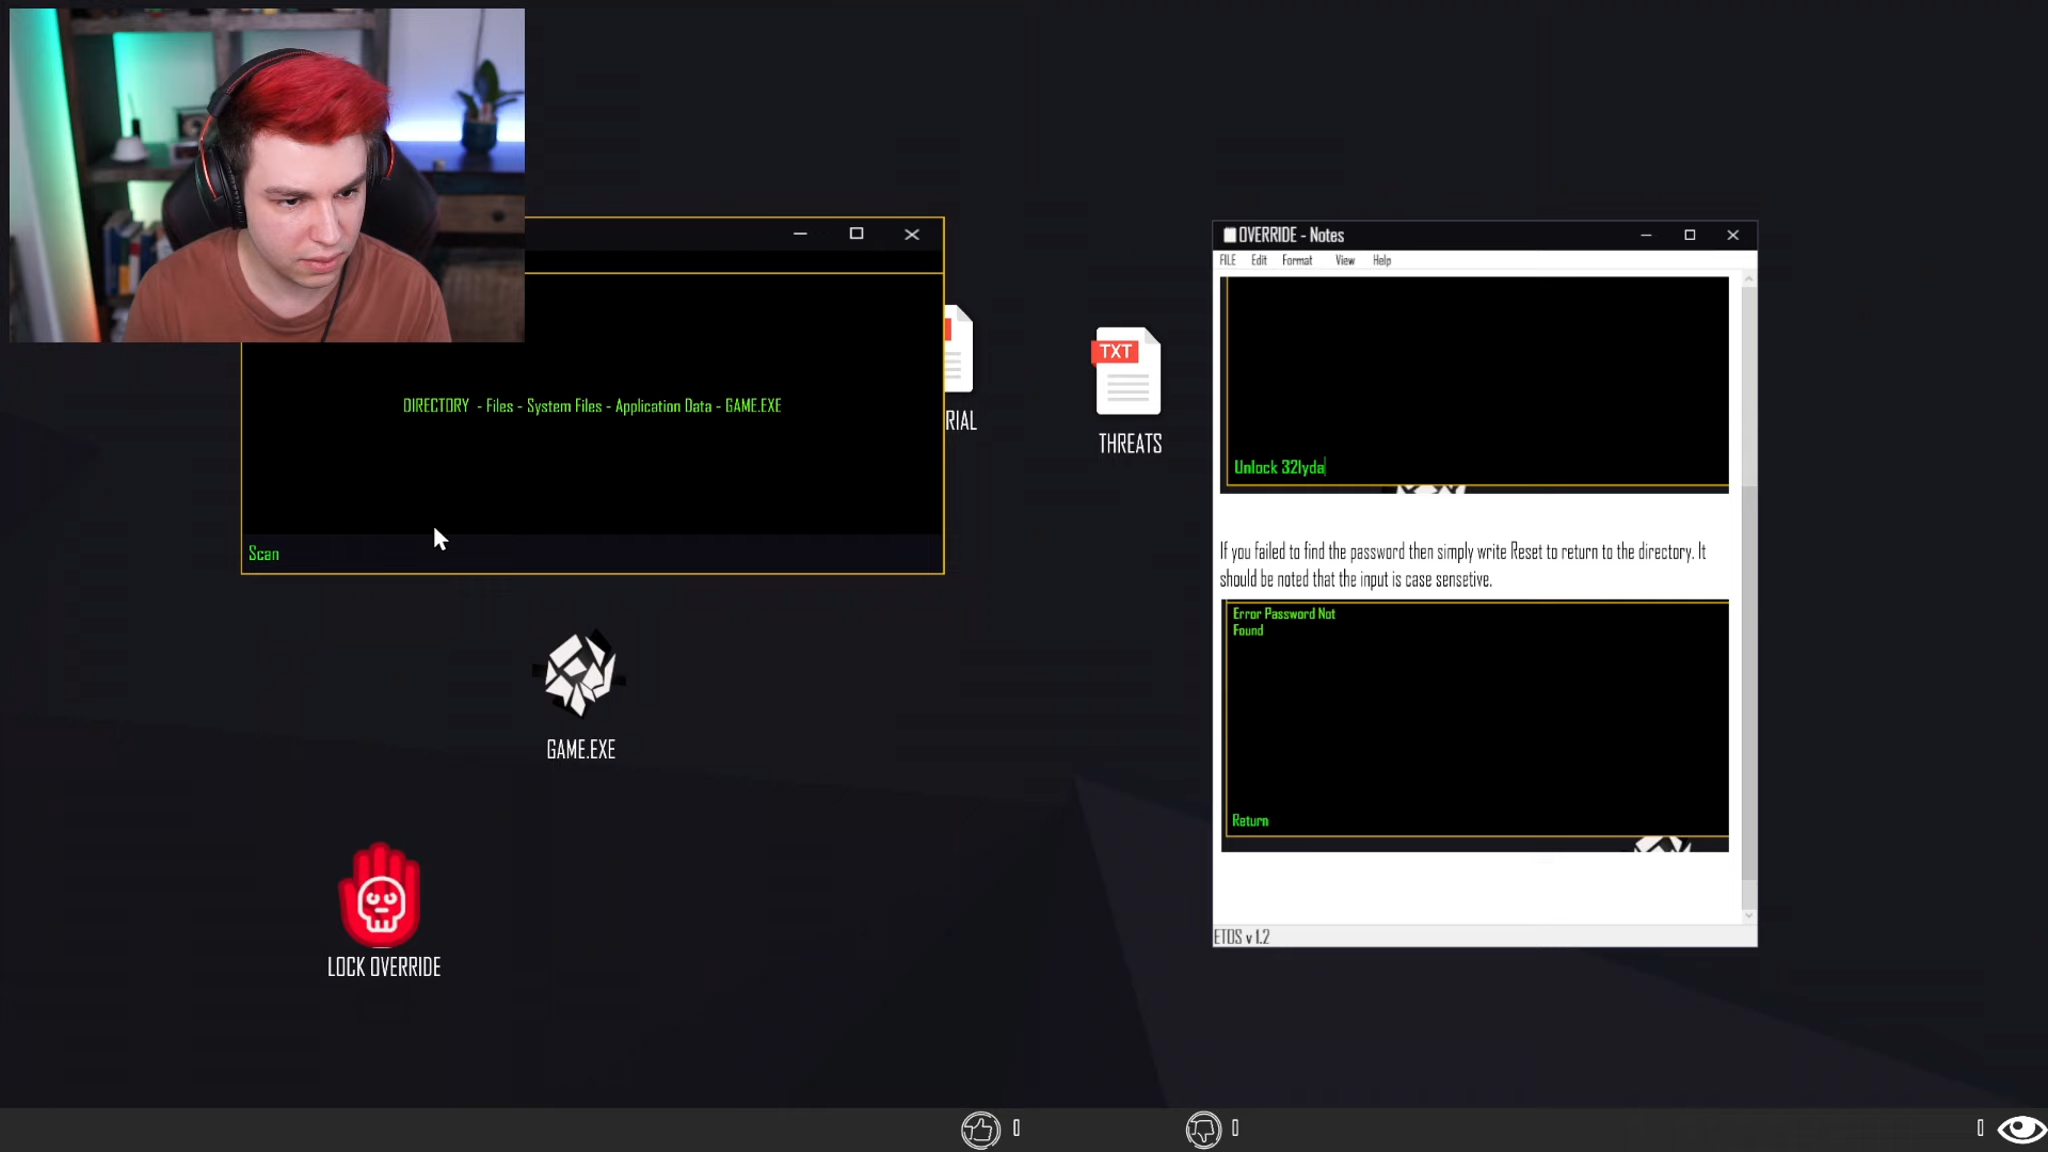 OVERRIDE - Notes
FILE Edit Format View Help
DIRECTORY - Files - System Files - Application Data - GAME.EXE
Scan
RIAL
TXT
THREATS
Unlock 32lyda
If you failed to find the password then simply write Reset to return to the directory. It
should be noted that the input is case sensetive.
Error Password Not
Found
Return
GAME.EXE
LOCK OVERRIDE
ETOS v 1.2
0
0
0